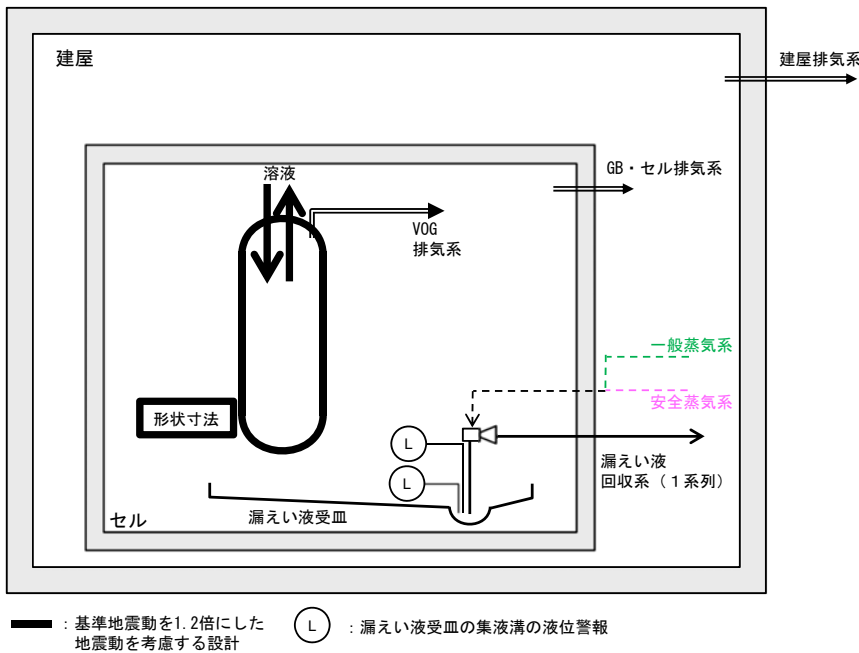 建屋
建屋排気系
GB・セル排気系
溶液
VOG
排気系
一般蒸気系
安全蒸気系
形状寸法
L
L
漏えい液
回収系（１系列）
漏えい液受皿
セル
：基準地震動を1.2倍にした
地震動を考慮する設計
L
：漏えい液受皿の集液溝の液位警報